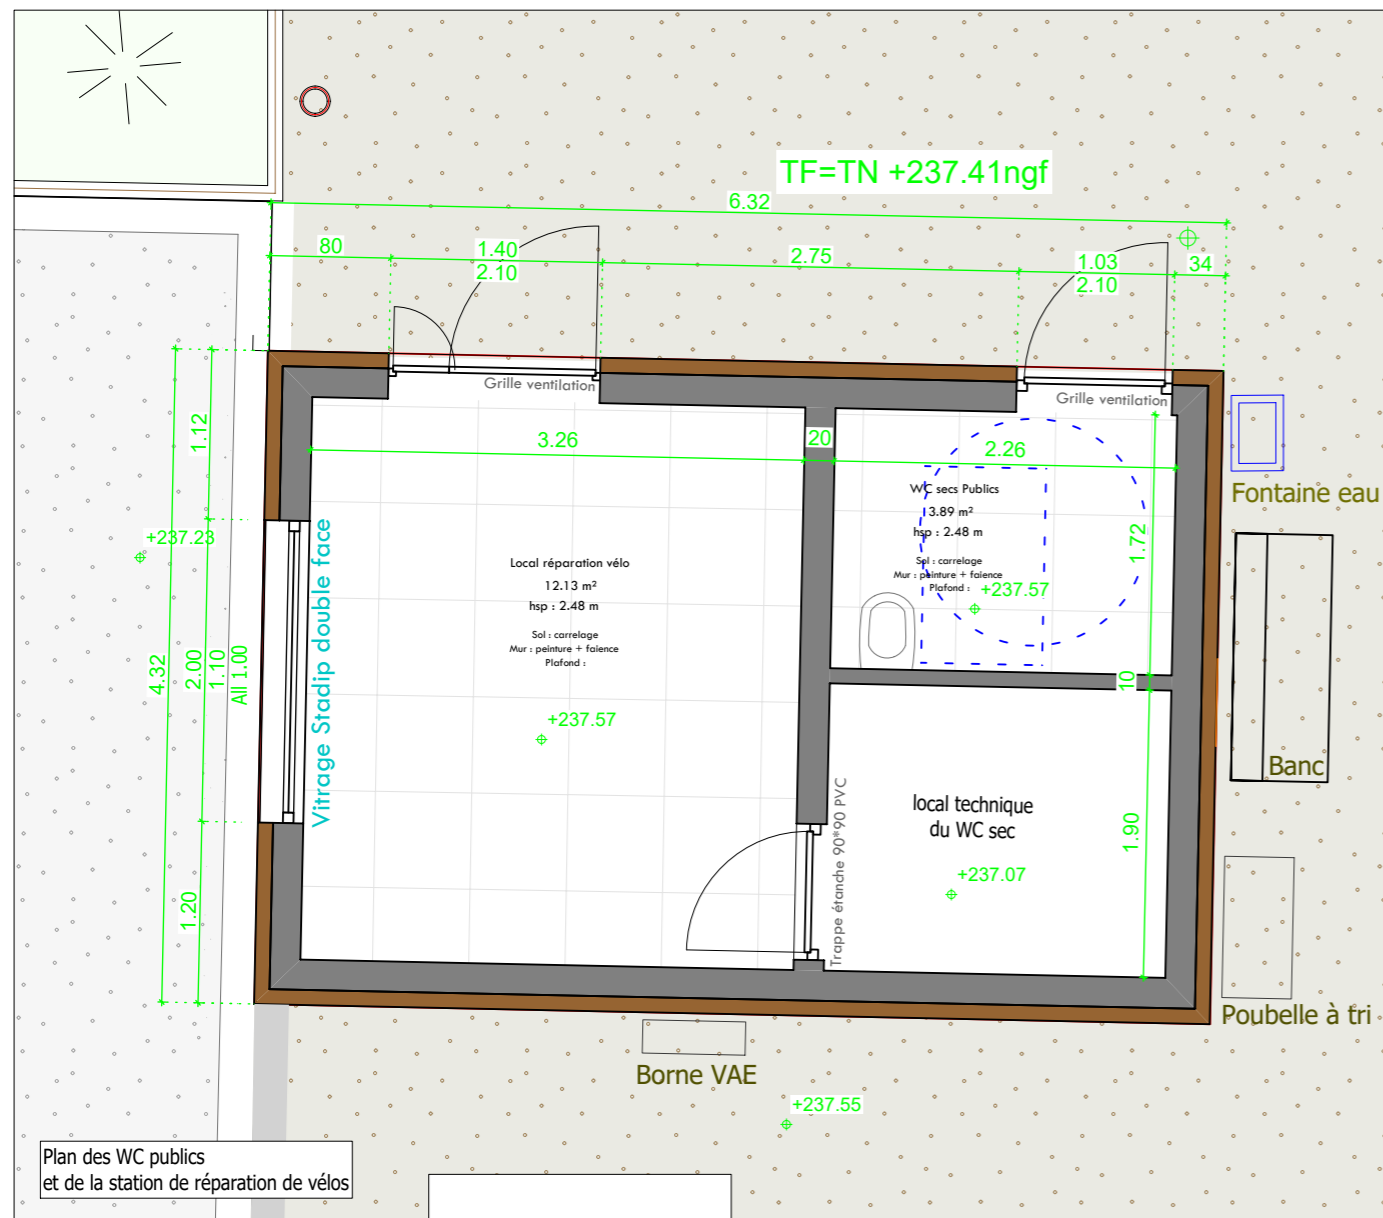 TF=TN +237.41ngf
6.32
80
1.40
2.10
2.75
1.03
2.10
34
Grille ventilation
Grille ventilation
1.12
3.26
20
2.26
Fontaine eau
WC secs Publics
3.89 m²
hsp : 2.48 m
Sol : carrelage
Mur : peinture + faïence
Plafond :
+237.57
1,72
+237.23
Vitrage Stadip double face
Local réparation vélo
12.13 m²
hsp : 2.48 m
Sol : carrelage
Mur : peinture + faïence
Plafond :
+237.57
4.32
2.00
1.10
All 1.00
10
Banc
Trappe étanche 90*90 PVC
local technique
du WC sec
1.90
+237.07
1.20
Poubelle à tri
Borne VAE
+237.55
Plan des WC publics
et de la station de réparation de vélos